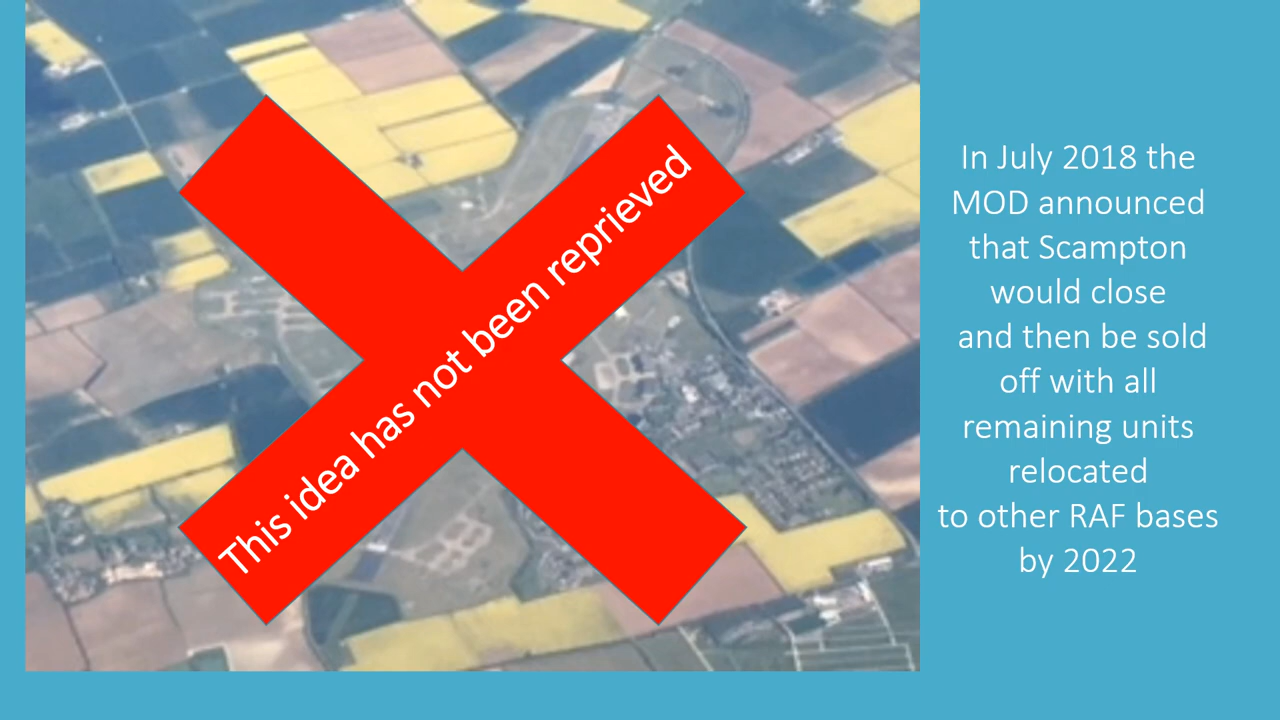 This idea has not been reprieved
In July 2018 the
MOD announced
that Scampton
would close
and then be sold
off with all
remaining units
relocated
to other RAF bases
by 2022